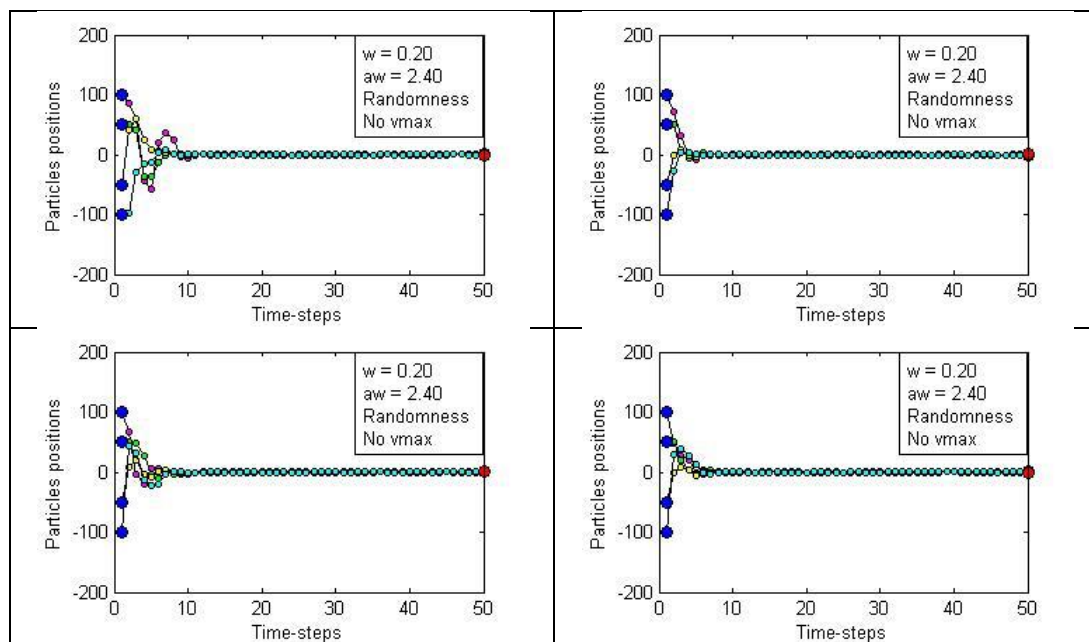 200
100
0
-100
-200
Particles positions
w = 0.20
aw = 2.40
Randomness
No vmax
0 10 20 30 40 50
Time-steps
200
100
0
-100
-200
Particles positions
w = 0.20
aw = 2.40
Randomness
No vmax
0 10 20 30 40 50
Time-steps
200
100
0
-100
-200
Particles positions
w = 0.20
aw = 2.40
Randomness
No vmax
0 10 20 30 40 50
Time-steps
200
100
0
-100
-200
Particles positions
w = 0.20
aw = 2.40
Randomness
No vmax
0 10 20 30 40 50
Time-steps